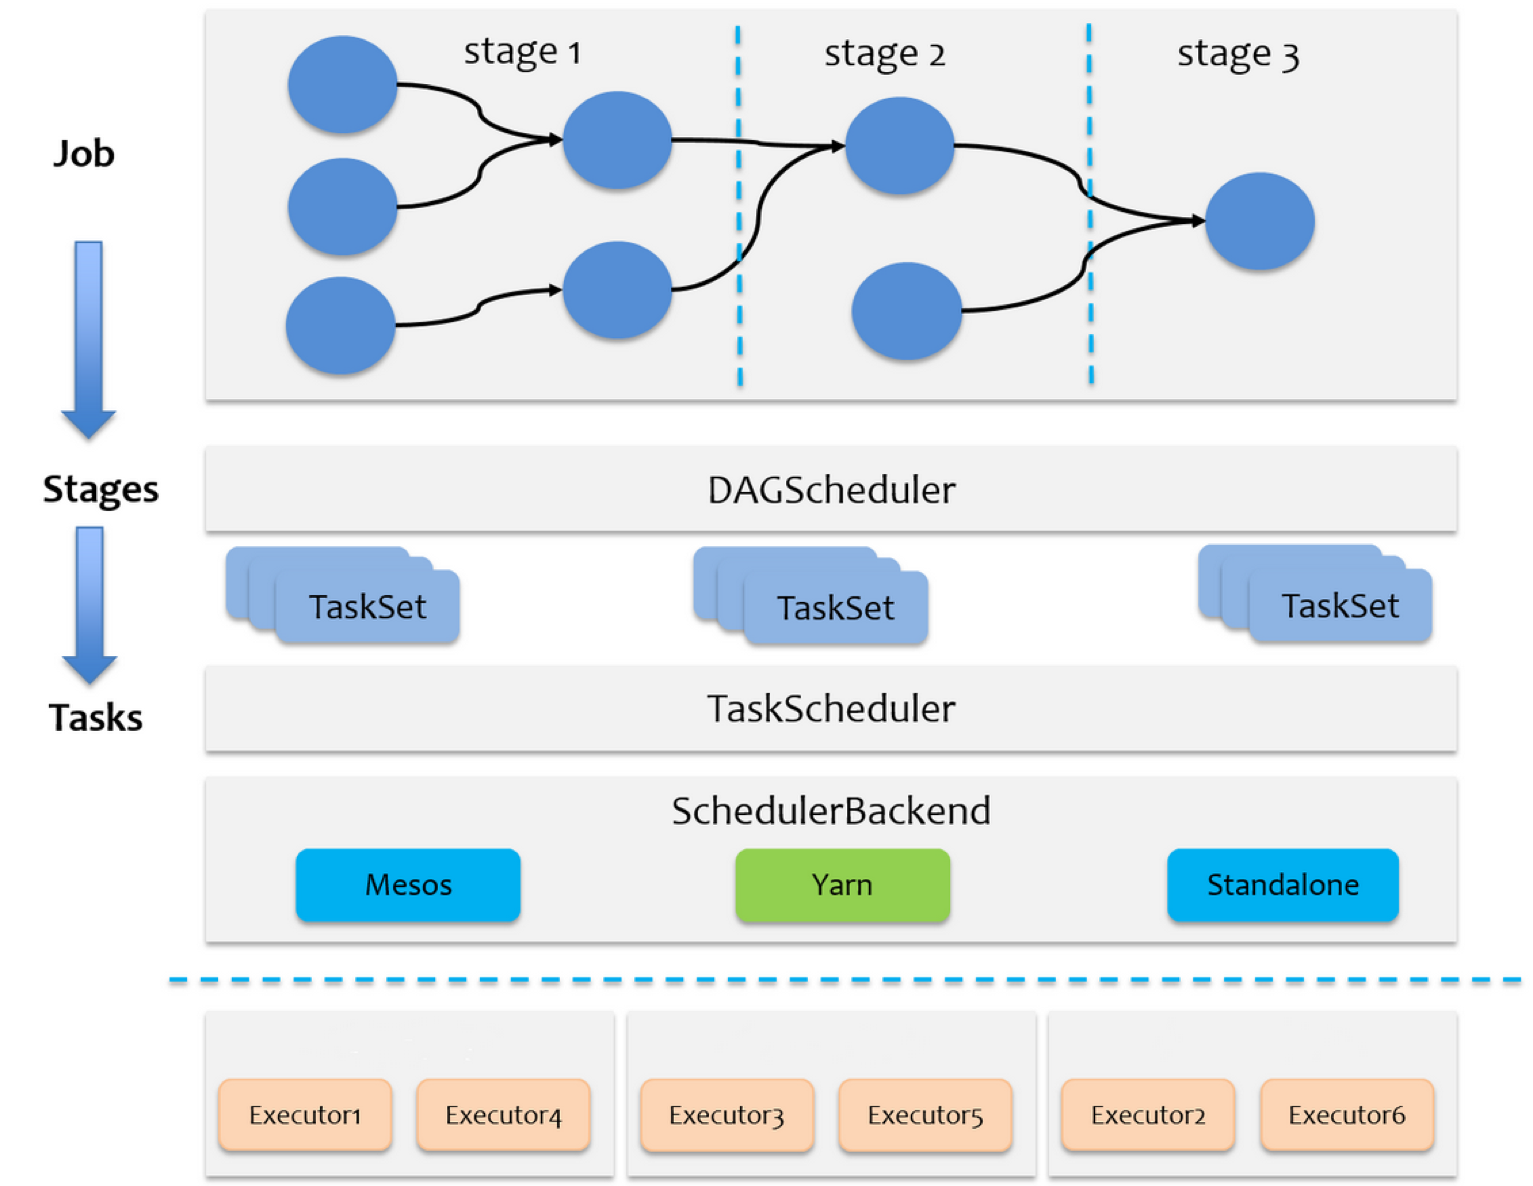 stage 1
stage 2
stage 3
Job
Stages
DAGScheduler
TaskSet
TaskSet
TaskSet
Tasks
TaskScheduler
SchedulerBackend
Mesos
Yarn
Standalone
Executor1
Executor4
Executor3
Executor5
Executor2
Executor6